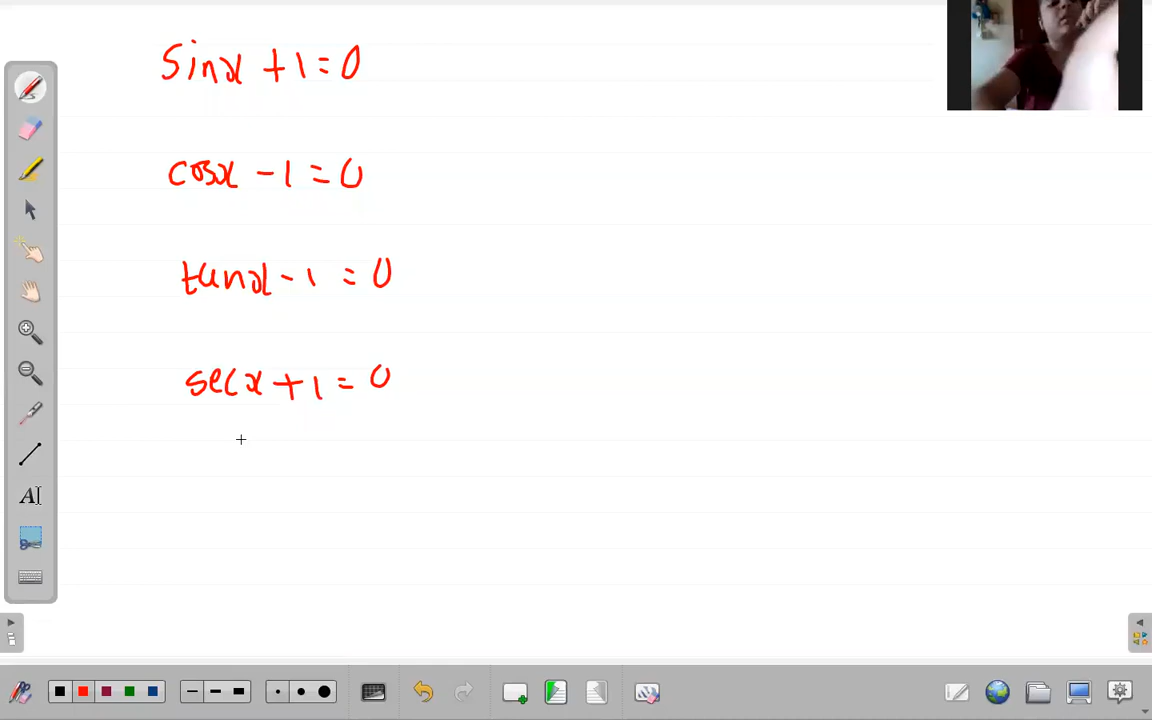 sinx + 1 = 0
cosx - 1 = 0
tanx - 1 = 0
secx + 1 = 0